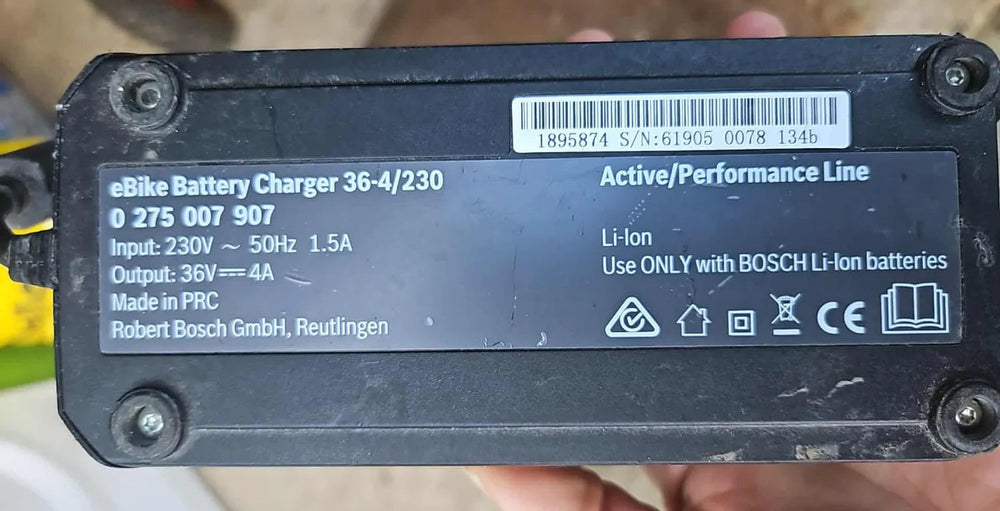 1895874 S/N:61905 0078 134b
eBike Battery Charger 36-4/230
0 275 007 907
Input: 230V ~ 50Hz 1.5A
Output: 36V⎓4A
Made in PRC
Robert Bosch GmbH, Reutlingen
Active/Performance Line
Li-Ion
Use ONLY with BOSCH Li-Ion batteries
CE